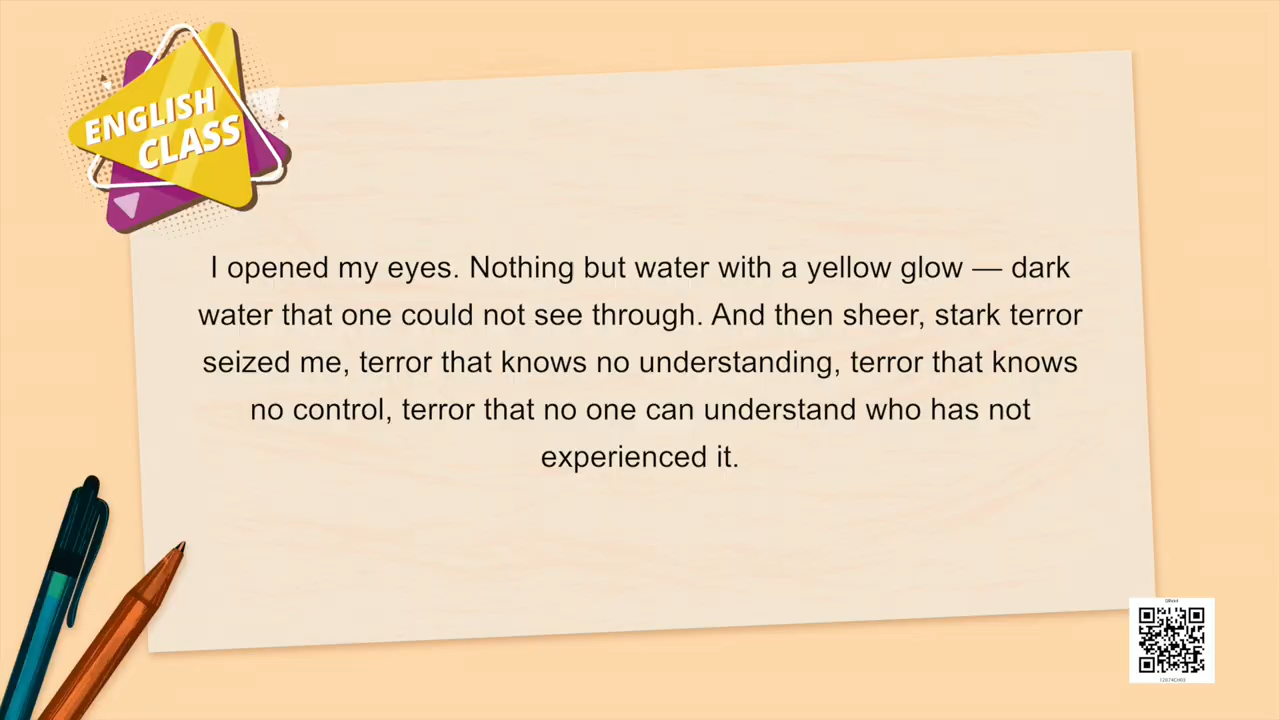 ENGLISH
CLASS
I opened my eyes. Nothing but water with a yellow glow — dark
water that one could not see through. And then sheer, stark terror
seized me, terror that knows no understanding, terror that knows
no control, terror that no one can understand who has not
experienced it.